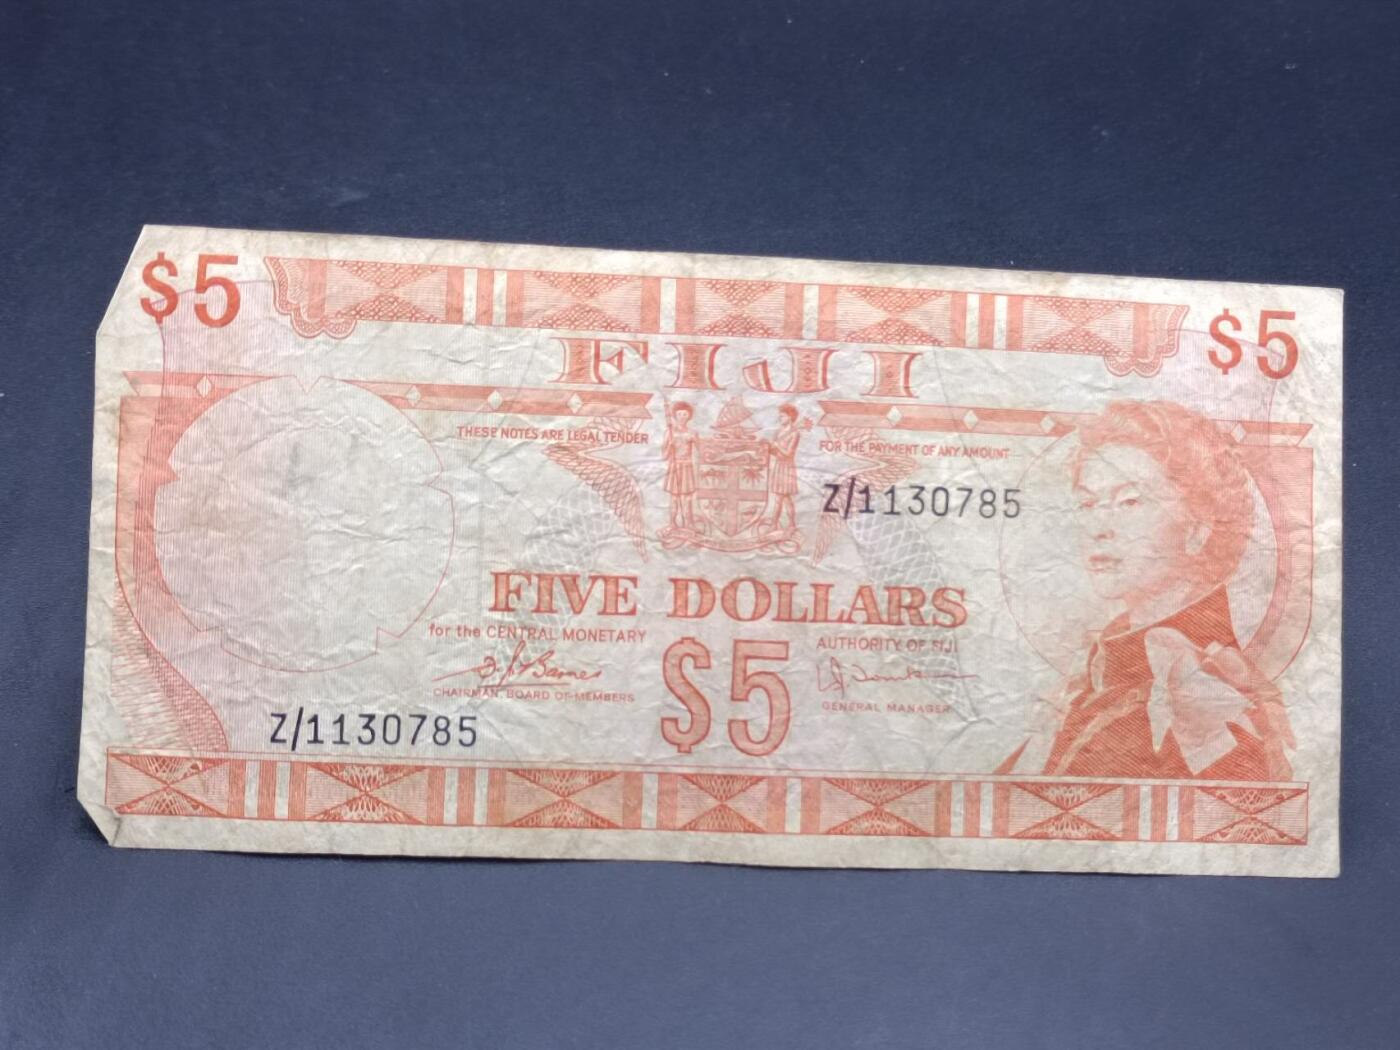 $5
$5
FIJI
THESE NOTES ARE LEGAL TENDER
FOR THE PAYMENT OF ANY AMOUNT
Z/1130785
FIVE DOLLARS
for the CENTRAL MONETARY
AUTHORITY OF FIJI
$5
CHAIRMAN BOARD OF MEMBERS
GENERAL MANAGER
Z/1130785